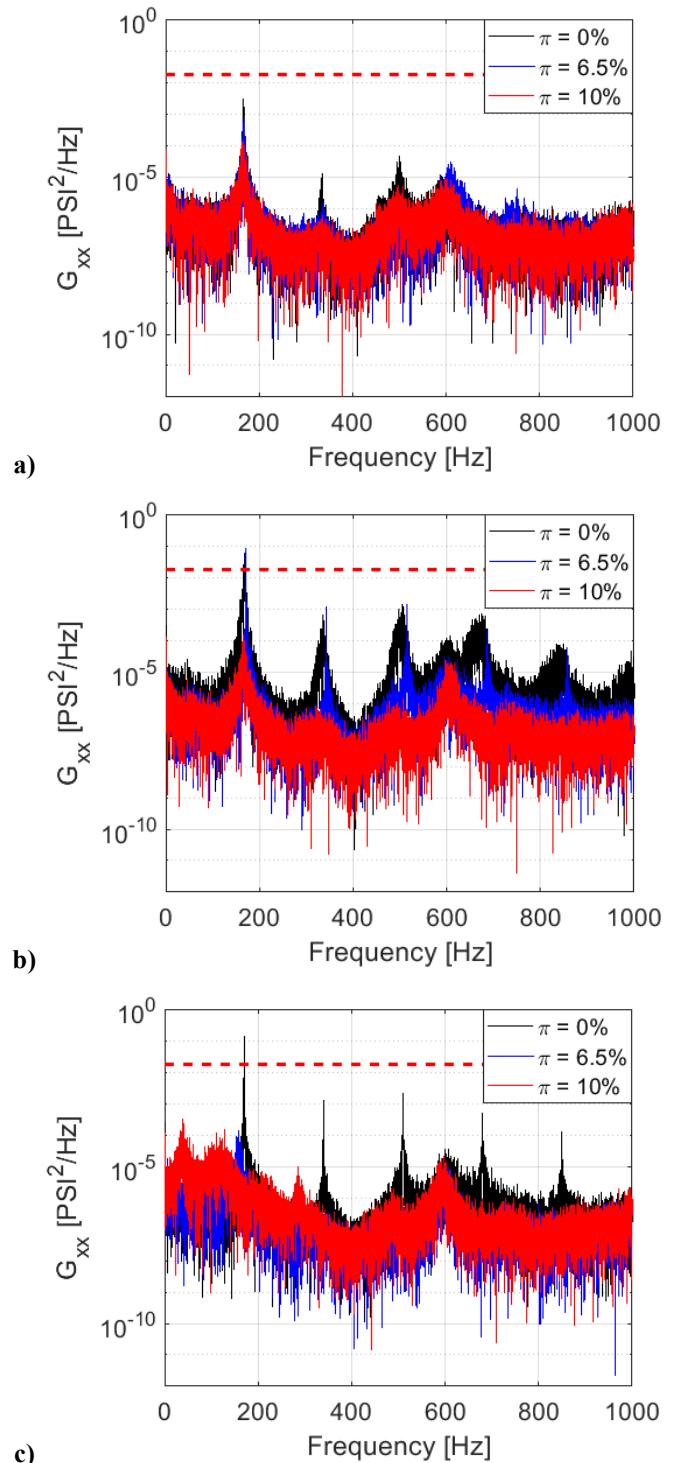 10^0
10^-5
10^-10
G_xx [PSI^2/Hz]
π = 0%
π = 6.5%
π = 10%
0 200 400 600 800 1000
Frequency [Hz]
a)
10^0
10^-5
10^-10
G_xx [PSI^2/Hz]
π = 0%
π = 6.5%
π = 10%
0 200 400 600 800 1000
Frequency [Hz]
b)
10^0
10^-5
10^-10
G_xx [PSI^2/Hz]
π = 0%
π = 6.5%
π = 10%
0 200 400 600 800 1000
Frequency [Hz]
c)